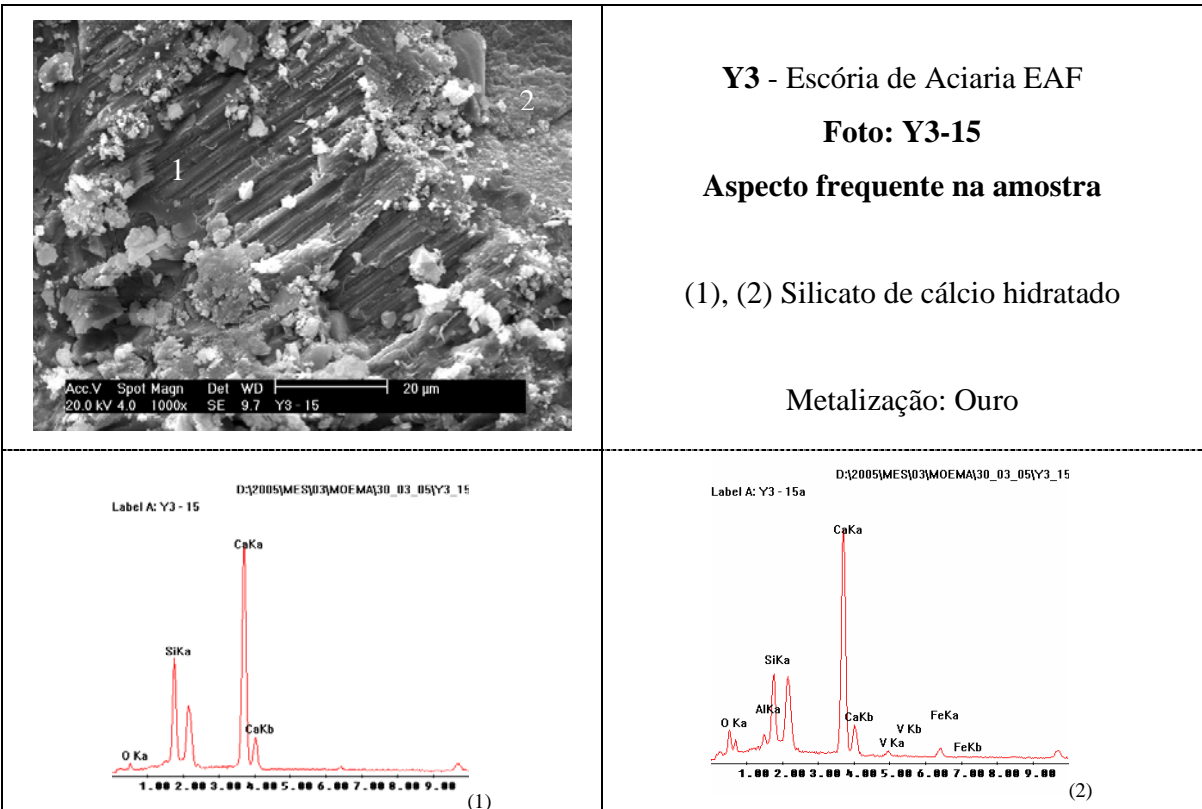 1
2
Acc.V Spot Magn Det WD 20 µm
20.0 kV 4.0 1000x SE 9.7 Y3 - 15
Y3 - Escória de Aciaria EAF
Foto: Y3-15
Aspecto frequente na amostra
(1), (2) Silicato de cálcio hidratado
Metalização: Ouro
D:\2005\MES\03\MOEMA\30_03_05\Y3_15
Label A: Y3 - 15
CaKa
SiKa
CaKb
O Ka
1.00 2.00 3.00 4.00 5.00 6.00 7.00 8.00 9.00
(1)
D:\2005\MES\03\MOEMA\30_03_05\Y3_15
Label A: Y3 - 15a
CaKa
SiKa
O Ka
AlKa
CaKb
V Kb
FeKa
V Ka
FeKb
1.00 2.00 3.00 4.00 5.00 6.00 7.00 8.00 9.00
(2)